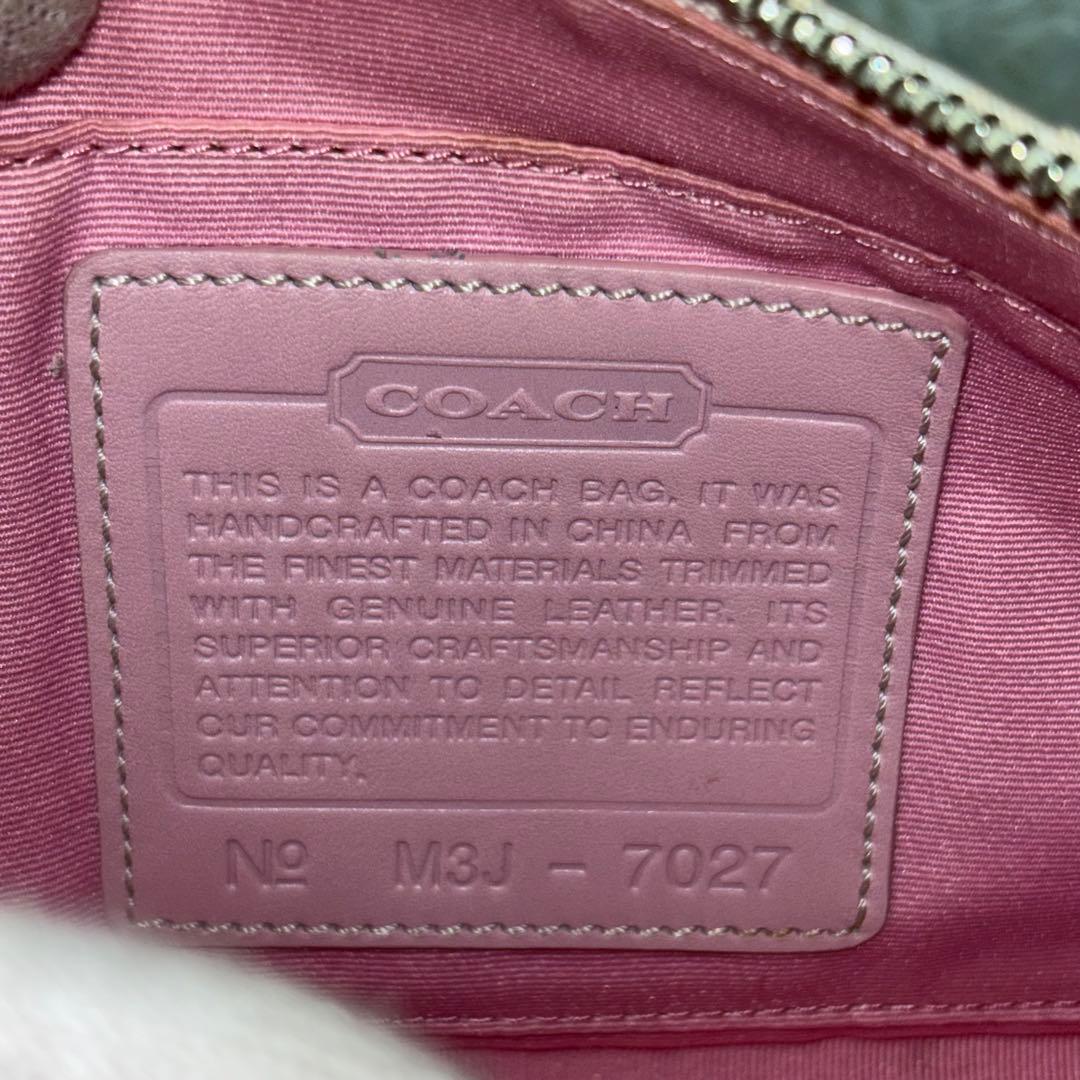 COACH
THIS IS A COACH BAG. IT WAS
HANDCRAFTED IN CHINA FROM
THE FINEST MATERIALS TRIMMED
WITH GENUINE LEATHER. ITS
SUPERIOR CRAFTSMANSHIP AND
ATTENTION TO DETAIL REFLECT
OUR COMMITMENT TO ENDURING
QUALITY.
Nº M3J - 7027